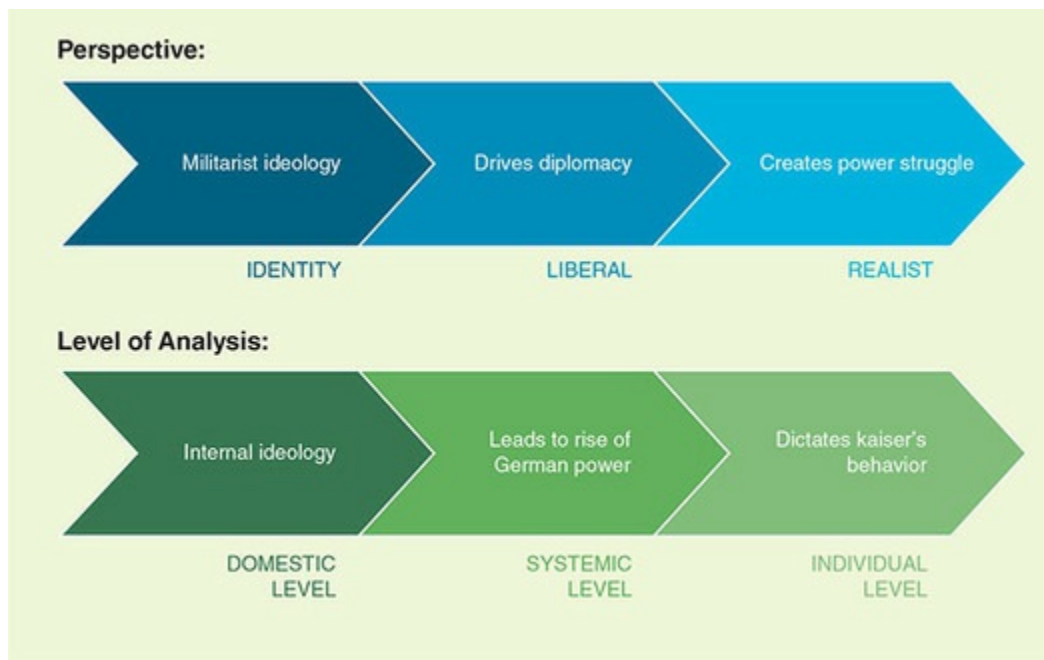 Perspective:
Militarist ideology
Drives diplomacy
Creates power struggle
IDENTITY
LIBERAL
REALIST
Level of Analysis:
Internal ideology
Leads to rise of
German power
Dictates kaiser's
behavior
DOMESTIC
LEVEL
SYSTEMIC
LEVEL
INDIVIDUAL
LEVEL